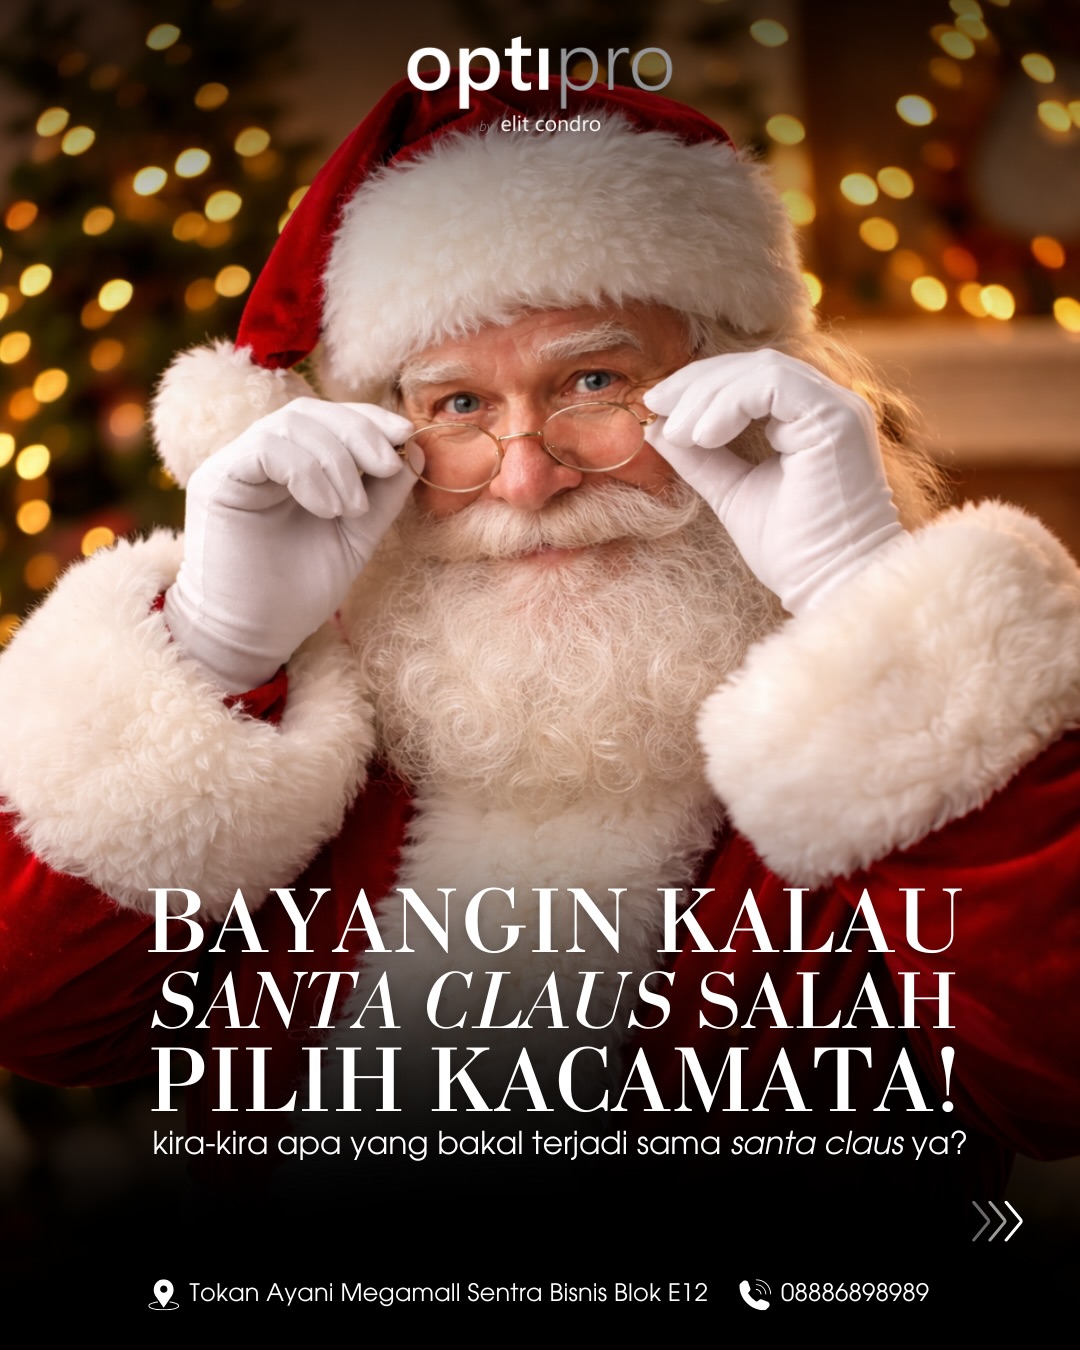 optipro
by elit condro
BAYANGIN KALAU
SANTA CLAUS SALAH
PILIH KACAMATA!
kira-kira apa yang bakal terjadi sama santa claus ya?
Tokan Ayani Megamall Sentra Bisnis Blok E12 08886898989